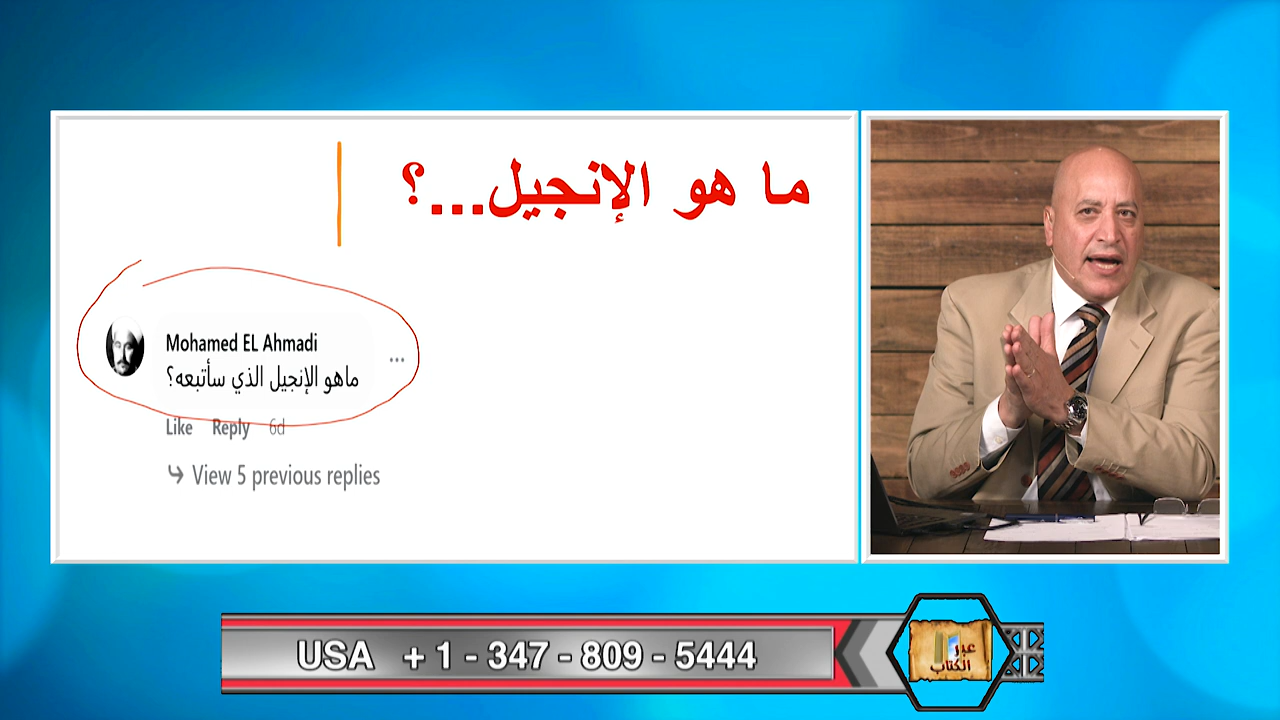 ما هو الإنجيل...؟
Mohamed EL Ahmadi
ماهو الإنجيل الذي سأتبعه؟
Like Reply 6d
View 5 previous replies
USA + 1 - 347 - 809 - 5444
عبر
الكتاب